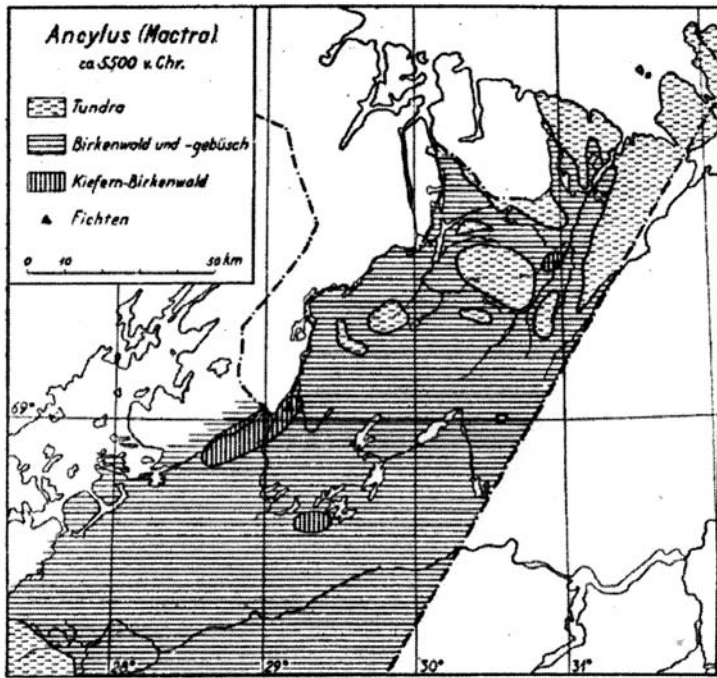 Ancylus (Mactra)
ca 5500 v. Chr.
Tundra
Birkenwald und -gebüsch
Kiefern-Birkenwald
Fichten
0 10 50 km
69°
28° 29° 30° 31°